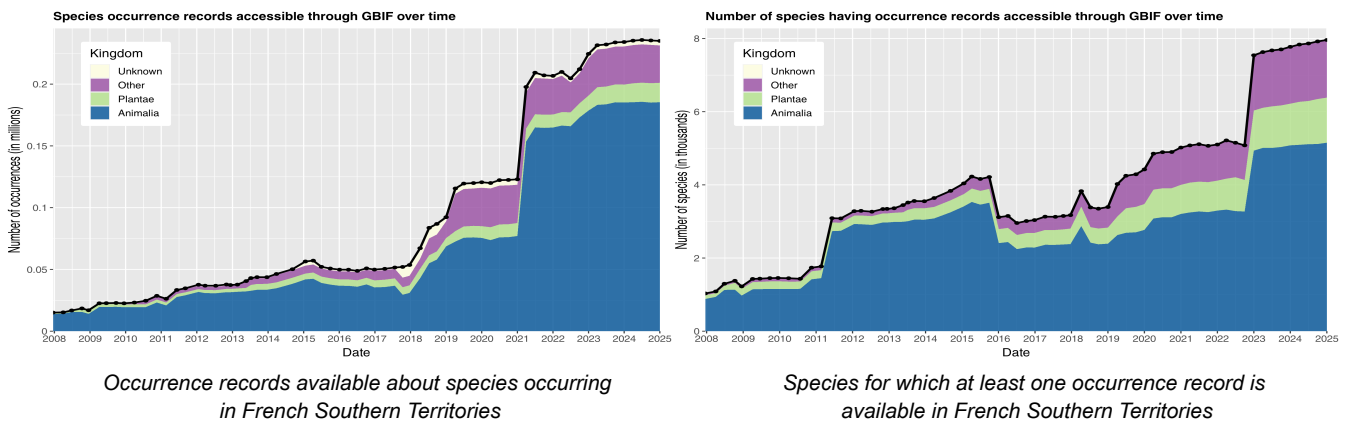 Species occurrence records accessible through GBIF over time
Number of occurrences (in millions)
Kingdom
Unknown
Other
Plantae
Animalia
0.2
0.15
0.1
0.05
0
2008 2009 2010 2011 2012 2013 2014 2015 2016 2017 2018 2019 2020 2021 2022 2023 2024 2025
Date
Occurrence records available about species occurring
in French Southern Territories
Number of species having occurrence records accessible through GBIF over time
Number of species (in thousands)
Kingdom
Unknown
Other
Plantae
Animalia
8
6
4
2
0
2008 2009 2010 2011 2012 2013 2014 2015 2016 2017 2018 2019 2020 2021 2022 2023 2024 2025
Date
Species for which at least one occurrence record is
available in French Southern Territories